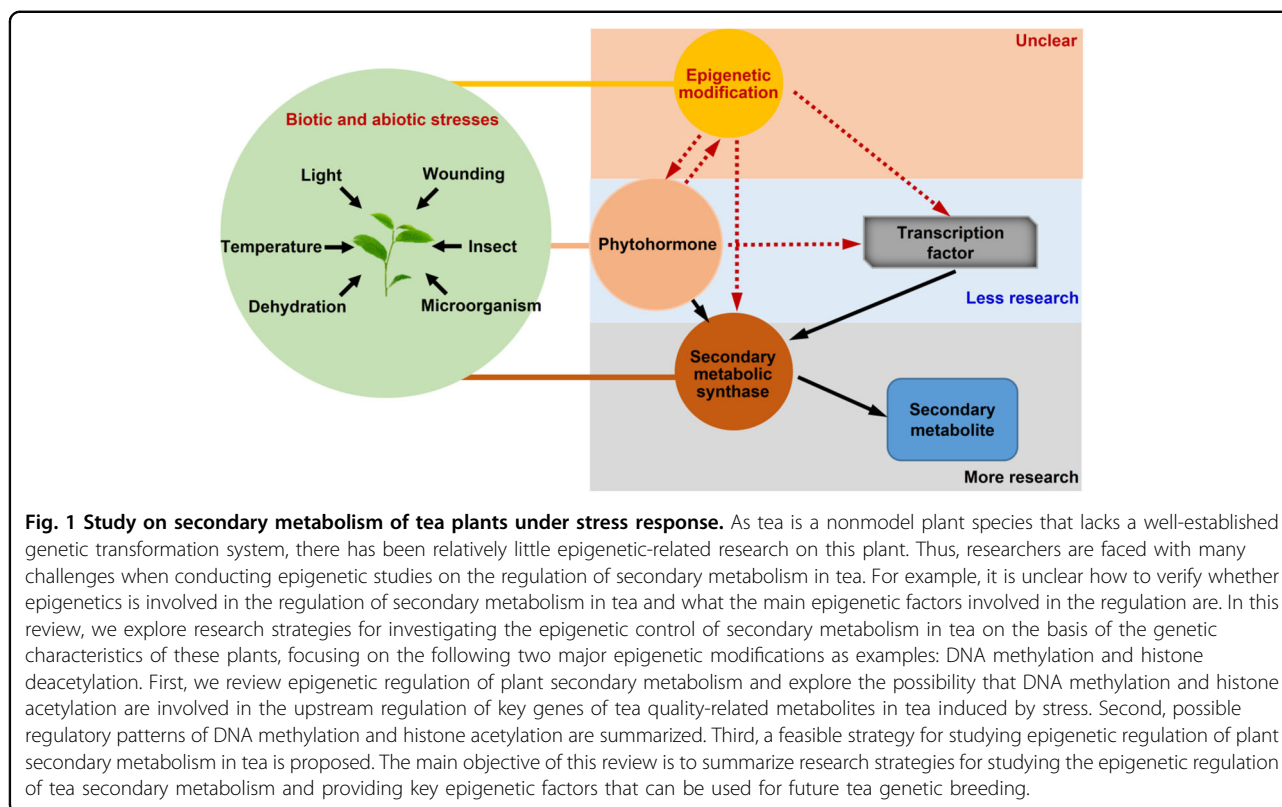 Unclear
Epigenetic
modification
Biotic and abiotic stresses
Light
Wounding
Temperature
Insect
Dehydration
Microorganism
Phytohormone
Transcription
factor
Less research
Secondary
metabolic
synthase
Secondary
metabolite
More research
Fig. 1 Study on secondary metabolism of tea plants under stress response. As tea is a nonmodel plant species that lacks a well-established
genetic transformation system, there has been relatively little epigenetic-related research on this plant. Thus, researchers are faced with many
challenges when conducting epigenetic studies on the regulation of secondary metabolism in tea. For example, it is unclear how to verify whether
epigenetics is involved in the regulation of secondary metabolism in tea and what the main epigenetic factors involved in the regulation are. In this
review, we explore research strategies for investigating the epigenetic control of secondary metabolism in tea on the basis of the genetic
characteristics of these plants, focusing on the following two major epigenetic modifications as examples: DNA methylation and histone
deacetylation. First, we review epigenetic regulation of plant secondary metabolism and explore the possibility that DNA methylation and histone
acetylation are involved in the upstream regulation of key genes of tea quality-related metabolites in tea induced by stress. Second, possible
regulatory patterns of DNA methylation and histone acetylation are summarized. Third, a feasible strategy for studying epigenetic regulation of plant
secondary metabolism in tea is proposed. The main objective of this review is to summarize research strategies for studying the epigenetic regulation
of tea secondary metabolism and providing key epigenetic factors that can be used for future tea genetic breeding.